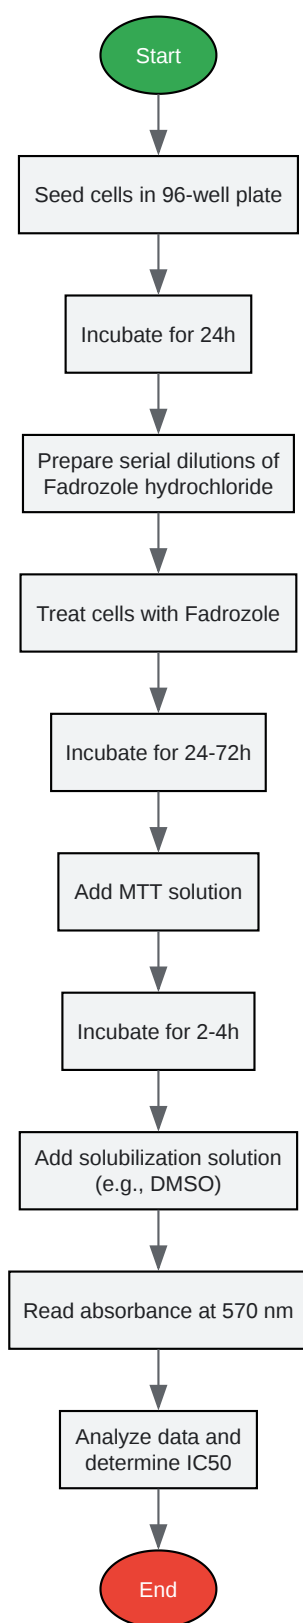 Start
Seed cells in 96-well plate
Incubate for 24h
Prepare serial dilutions of
Fadrozole hydrochloride
Treat cells with Fadrozole
Incubate for 24-72h
Add MTT solution
Incubate for 2-4h
Add solubilization solution
(e.g., DMSO)
Read absorbance at 570 nm
Analyze data and
determine IC50
End